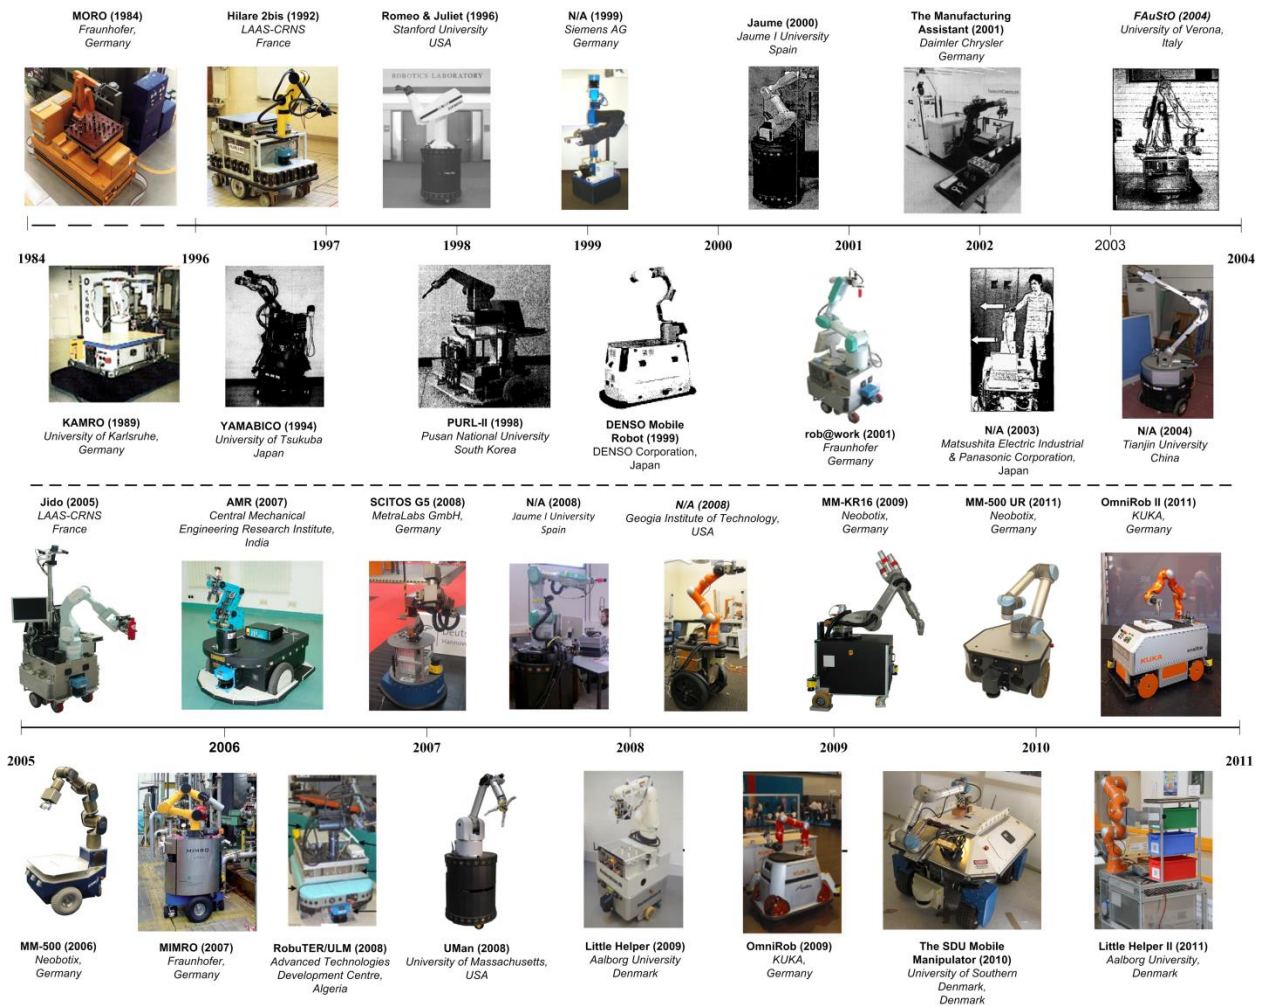 MORO (1984)
Fraunhofer,
Germany
Hilare 2bis (1992)
LAAS-CRNS
France
Romeo & Juliet (1996)
Stanford University
USA
N/A (1999)
Siemens AG
Germany
Jaume (2000)
Jaume I University
Spain
The Manufacturing
Assistant (2001)
Daimler Chrysler
Germany
FAuStO (2004)
University of Verona,
Italy
ROBOTICS LABORATORY
1984
1996
1997
1998
1999
2000
2001
2002
2003
2004
KAMRO
KAMRO (1989)
University of Karlsruhe,
Germany
YAMABICO (1994)
University of Tsukuba
Japan
PURL-II (1998)
Pusan National University
South Korea
DENSO Mobile
Robot (1999)
DENSO Corporation,
Japan
rob@work (2001)
Fraunhofer
Germany
N/A (2003)
Matsushita Electric Industrial
& Panasonic Corporation,
Japan
N/A (2004)
Tianjin University
China
Jido (2005)
LAAS-CRNS
France
AMR (2007)
Central Mechanical
Engineering Research Institute,
India
SCITOS G5 (2008)
MetraLabs GmbH,
Germany
N/A (2008)
Jaume I University
Spain
N/A (2008)
Geogia Institute of Technology,
USA
MM-KR16 (2009)
Neobotix,
Germany
MM-500 UR (2011)
Neobotix,
Germany
OmniRob II (2011)
KUKA,
Germany
KUKA
2005
2006
2007
2008
2009
2010
2011
MIMRO
KUKA
MM-500 (2006)
Neobotix,
Germany
MIMRO (2007)
Fraunhofer,
Germany
RobuTER/ULM (2008)
Advanced Technologies
Development Centre,
Algeria
UMan (2008)
University of Massachusetts,
USA
Little Helper (2009)
Aalborg University
Denmark
OmniRob (2009)
KUKA,
Germany
The SDU Mobile
Manipulator (2010)
University of Southern
Denmark,
Denmark
Little Helper II (2011)
Aalborg University,
Denmark